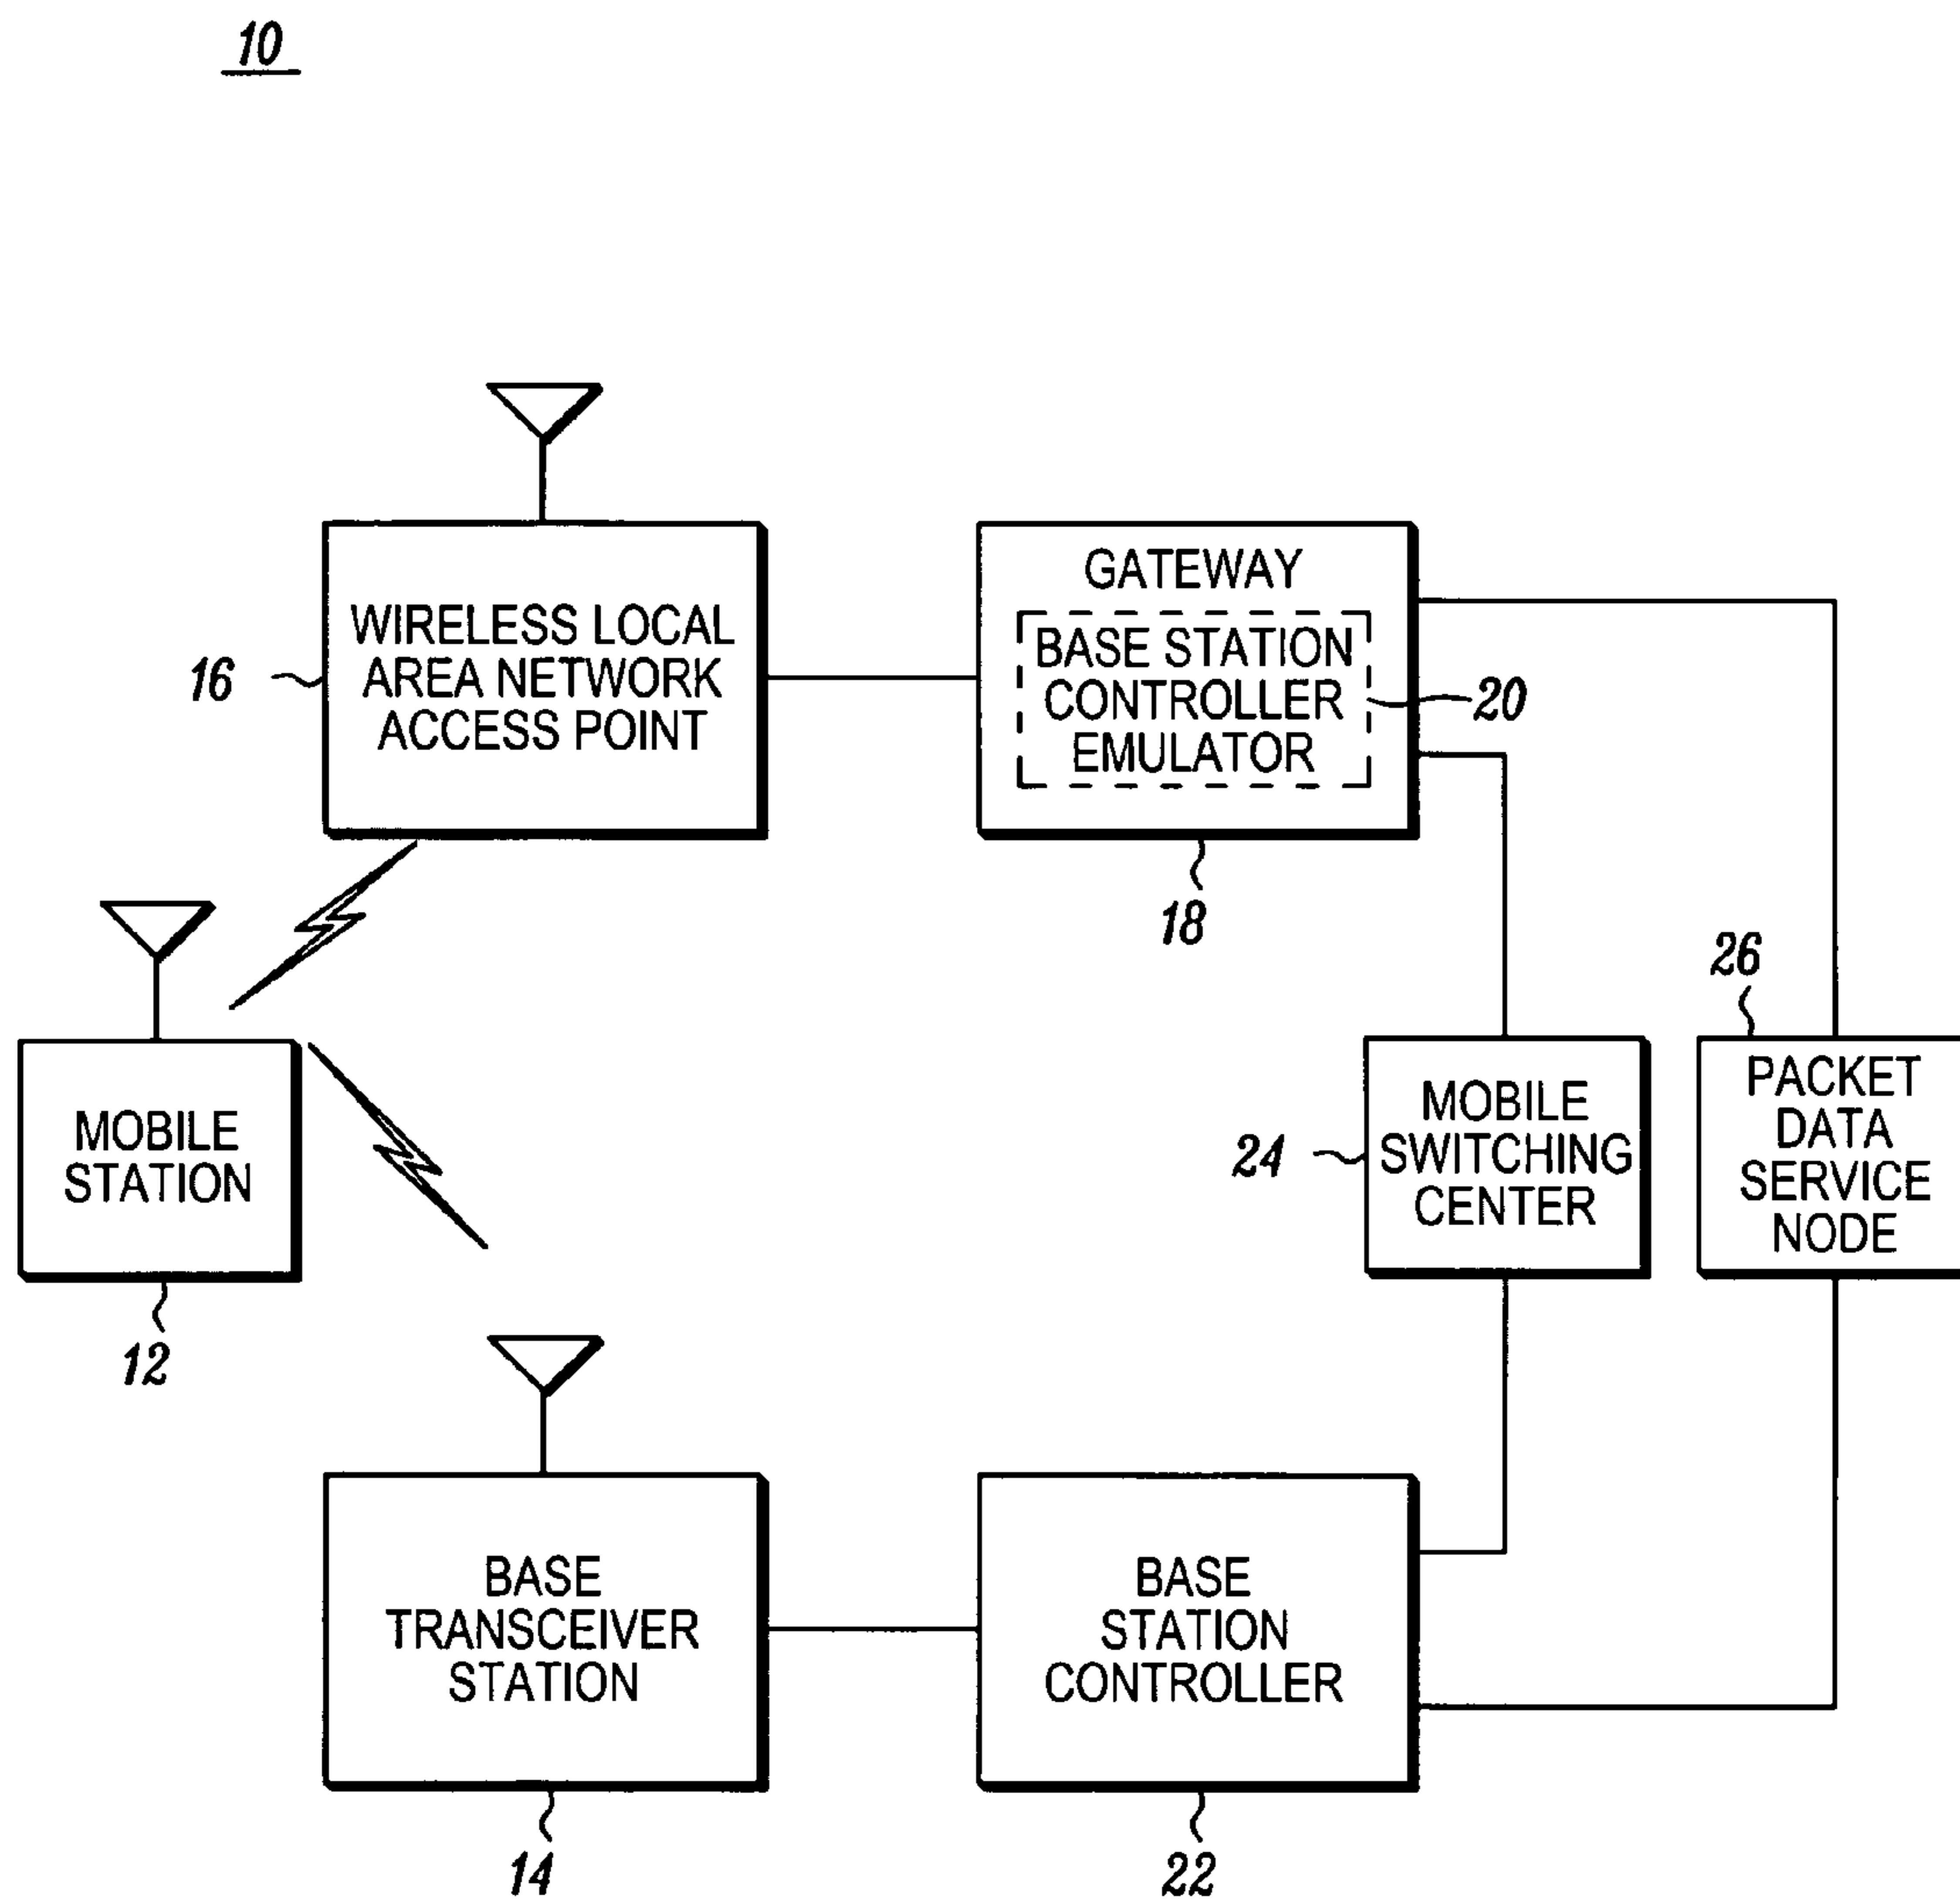 10
WIRELESS LOCAL
AREA NETWORK
ACCESS POINT
16
GATEWAY
BASE STATION
CONTROLLER
EMULATOR
20
18
MOBILE
STATION
12
26
MOBILE
SWITCHING
CENTER
24
PACKET
DATA
SERVICE
NODE
BASE
TRANSCEIVER
STATION
14
BASE
STATION
CONTROLLER
22